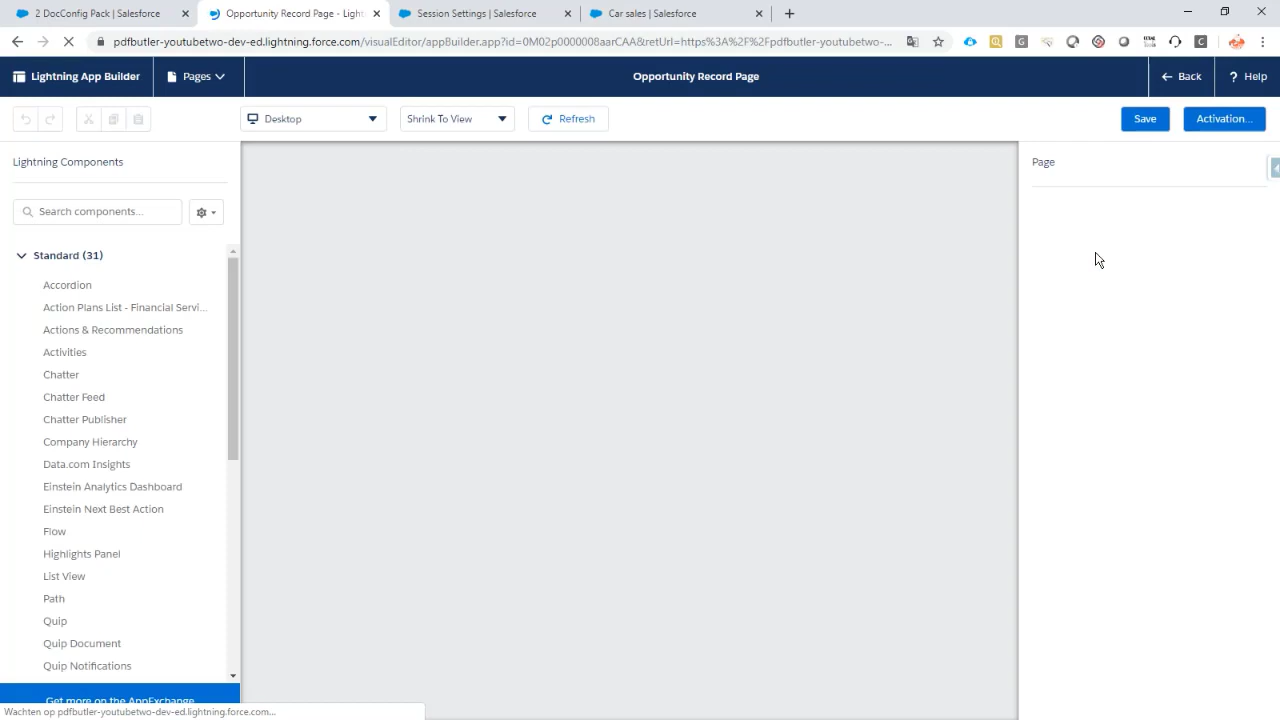 2 DocConfig Pack | Salesforce
Opportunity Record Page - Light
Session Settings | Salesforce
Car sales | Salesforce
pdfbutler-youtubetwo-dev-ed.lightning.force.com/visualEditor/appBuilder.app?id=0M02p0000008aarCAA&retUrl=https%3A%2F%2Fpdfbutler-youtubetwo-...
Lightning App Builder
Pages
Opportunity Record Page
Back
? Help
Desktop
Shrink To View
Refresh
Save
Activation...
Lightning Components
Page
Search components...
Standard (31)
Accordion
Action Plans List - Financial Servi...
Actions & Recommendations
Activities
Chatter
Chatter Feed
Chatter Publisher
Company Hierarchy
Data.com Insights
Einstein Analytics Dashboard
Einstein Next Best Action
Flow
Highlights Panel
List View
Path
Quip
Quip Document
Quip Notifications
Get more on the AppExchange
Wachten op pdfbutler-youtubetwo-dev-ed.lightning.force.com...